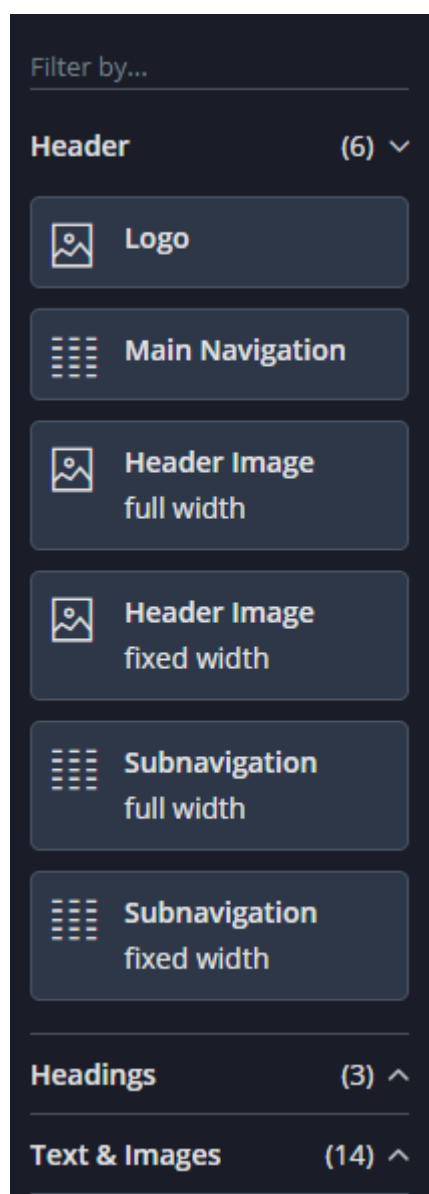 Filter by...
Header (6)
Logo
Main Navigation
Header Image
full width
Header Image
fixed width
Subnavigation
full width
Subnavigation
fixed width
Headings (3)
Text & Images (14)